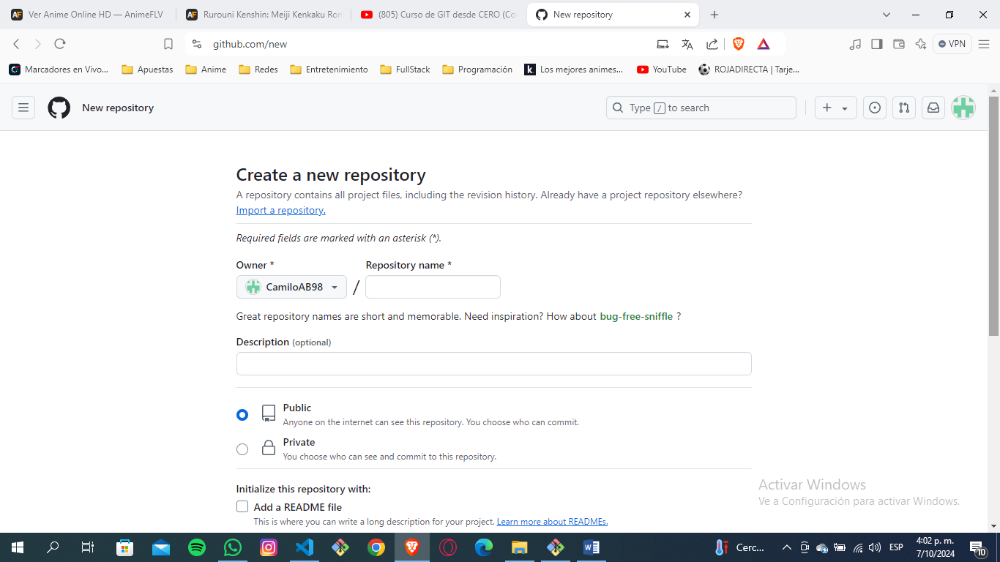 Ver Anime Online HD — AnimeFLV
Rurouni Kenshin: Meiji Kenkaku Ron
(805) Curso de GIT desde CERO (Co
New repository
github.com/new
VPN
Marcadores en Vivo...
Apuestas
Anime
Redes
Entretenimiento
FullStack
Programación
Los mejores animes...
YouTube
ROJADIRECTA | Tarje...
New repository
Type / to search
Create a new repository
A repository contains all project files, including the revision history. Already have a project repository elsewhere?
Import a repository.
Required fields are marked with an asterisk (*).
Owner *
Repository name *
CamiloAB98
/
Great repository names are short and memorable. Need inspiration? How about bug-free-sniffle ?
Description (optional)
Public
Anyone on the internet can see this repository. You choose who can commit.
Private
You choose who can see and commit to this repository.
Initialize this repository with:
Add a README file
This is where you can write a long description for your project. Learn more about READMEs.
Activar Windows
Ve a Configuración para activar Windows.
Cerc...
ESP
4:02 p. m.
7/10/2024
10